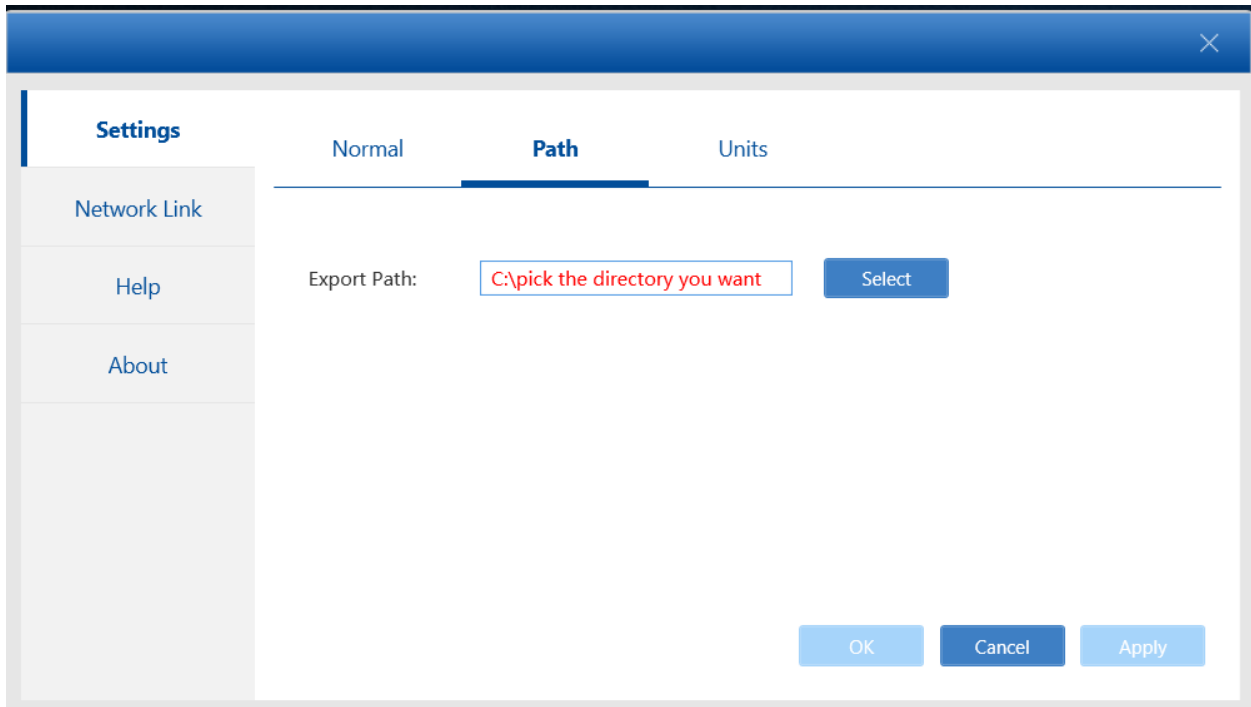 Settings
Network Link
Help
About
Normal Path Units
Export Path: C:\pick the directory you want Select
OK Cancel Apply